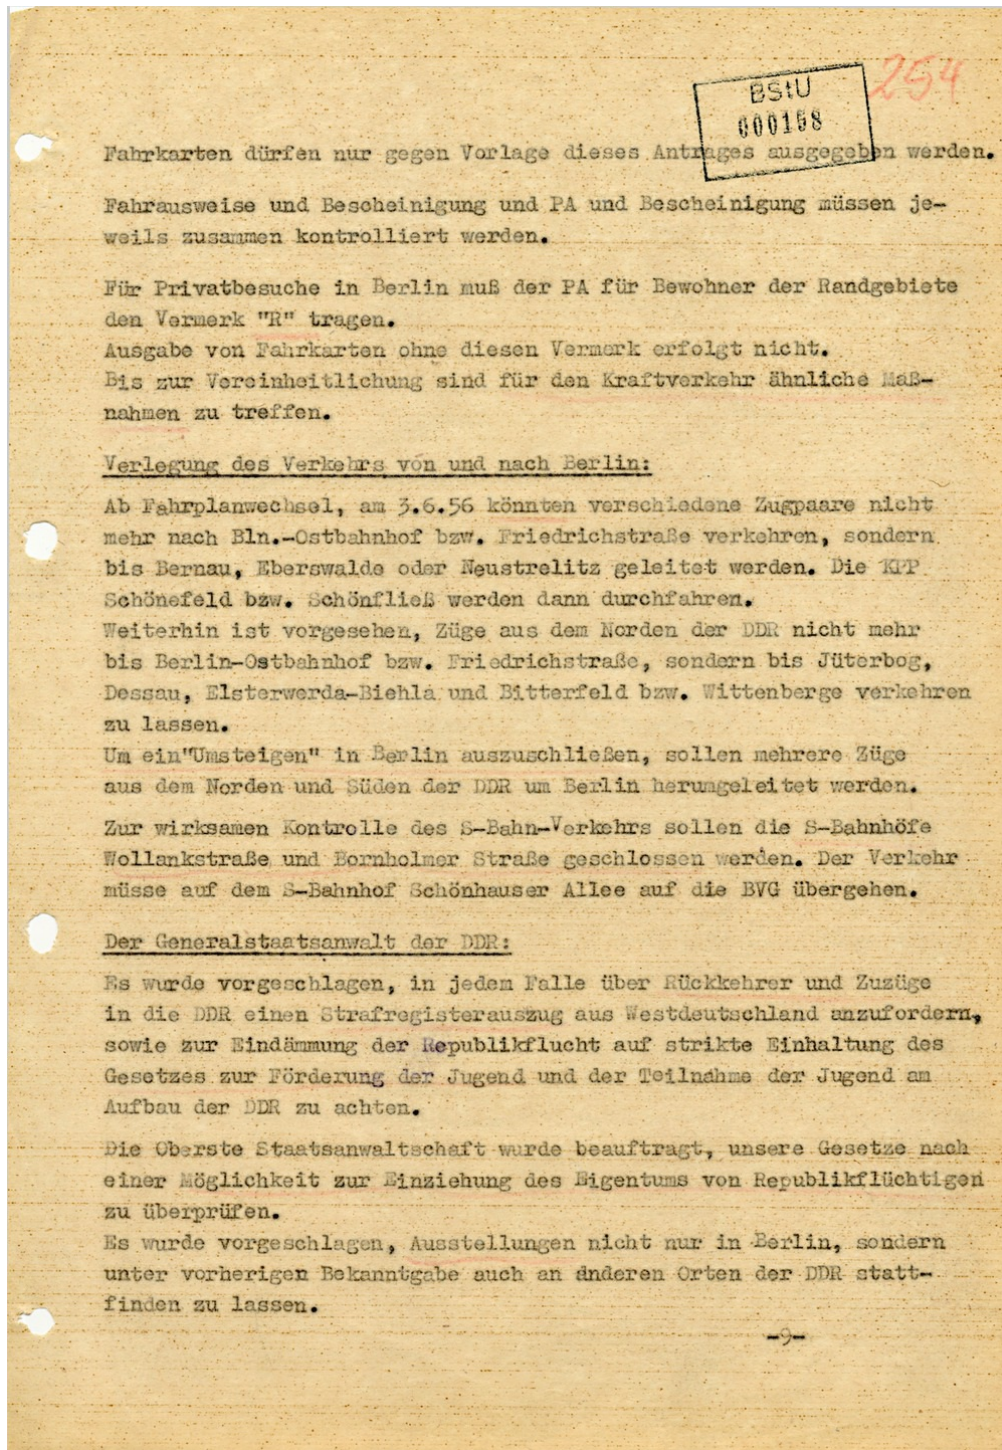 254
BStU
000158
Fahrkarten dürfen nur gegen Vorlage dieses Antrages ausgegeben werden.
Fahrausweise und Bescheinigung und PA und Bescheinigung müssen je-
weils zusammen kontrolliert werden.
Für Privatbesuche in Berlin muß der PA für Bewohner der Randgebiete
den Vermerk "R" tragen.
Ausgabe von Fahrkarten ohne diesen Vermerk erfolgt nicht.
Bis zur Vereinheitlichung sind für den Kraftverkehr ähnliche Maß-
nahmen zu treffen.
Verlegung des Verkehrs von und nach Berlin:
Ab Fahrplanwechsel, am 3.6.56 könnten verschiedene Zugpaare nicht
mehr nach Bln.-Ostbahnhof bzw. Friedrichstraße verkehren, sondern
bis Bernau, Eberswalde oder Neustrelitz geleitet werden. Die KPP
Schönefeld bzw. Schönfließ werden dann durchfahren.
Weiterhin ist vorgesehen, Züge aus dem Norden der DDR nicht mehr
bis Berlin-Ostbahnhof bzw. Friedrichstraße, sondern bis Jüterbog,
Dessau, Elsterwerda-Biehla und Bitterfeld bzw. Wittenberge verkehren
zu lassen.
Um ein"Umsteigen" in Berlin auszuschließen, sollen mehrere Züge
aus dem Norden und Süden der DDR um Berlin herumgeleitet werden.
Zur wirksamen Kontrolle des S-Bahn-Verkehrs sollen die S-Bahnhöfe
Wollankstraße und Bornholmer Straße geschlossen werden. Der Verkehr
müsse auf dem S-Bahnhof Schönhauser Allee auf die BVG übergehen.
Der Generalstaatsanwalt der DDR:
Es wurde vorgeschlagen, in jedem Falle über Rückkehrer und Zuzüge
in die DDR einen Strafregisterauszug aus Westdeutschland anzufordern,
sowie zur Eindämmung der Republikflucht auf strikte Einhaltung des
Gesetzes zur Förderung der Jugend und der Teilnahme der Jugend am
Aufbau der DDR zu achten.
Die Oberste Staatsanwaltschaft wurde beauftragt, unsere Gesetze nach
einer Möglichkeit zur Einziehung des Eigentums von Republikflüchtigen
zu überprüfen.
Es wurde vorgeschlagen, Ausstellungen nicht nur in Berlin, sondern
unter vorherigen Bekanntgabe auch an anderen Orten der DDR statt-
finden zu lassen.
-9-